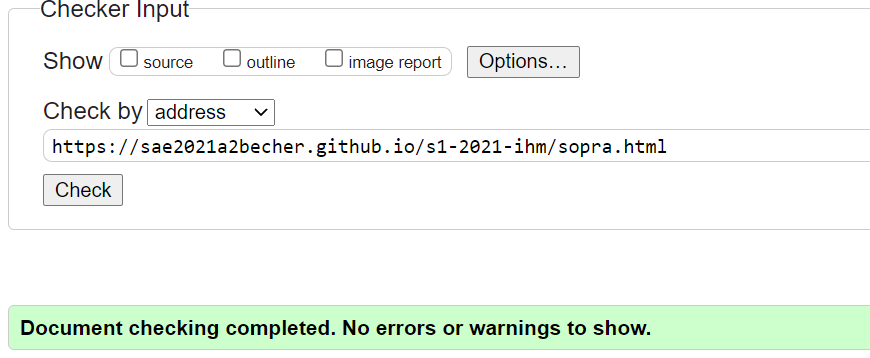 Checker Input
Show source outline image report Options...
Check by address
https://sae2021a2becher.github.io/s1-2021-ihm/sopra.html
Check
Document checking completed. No errors or warnings to show.